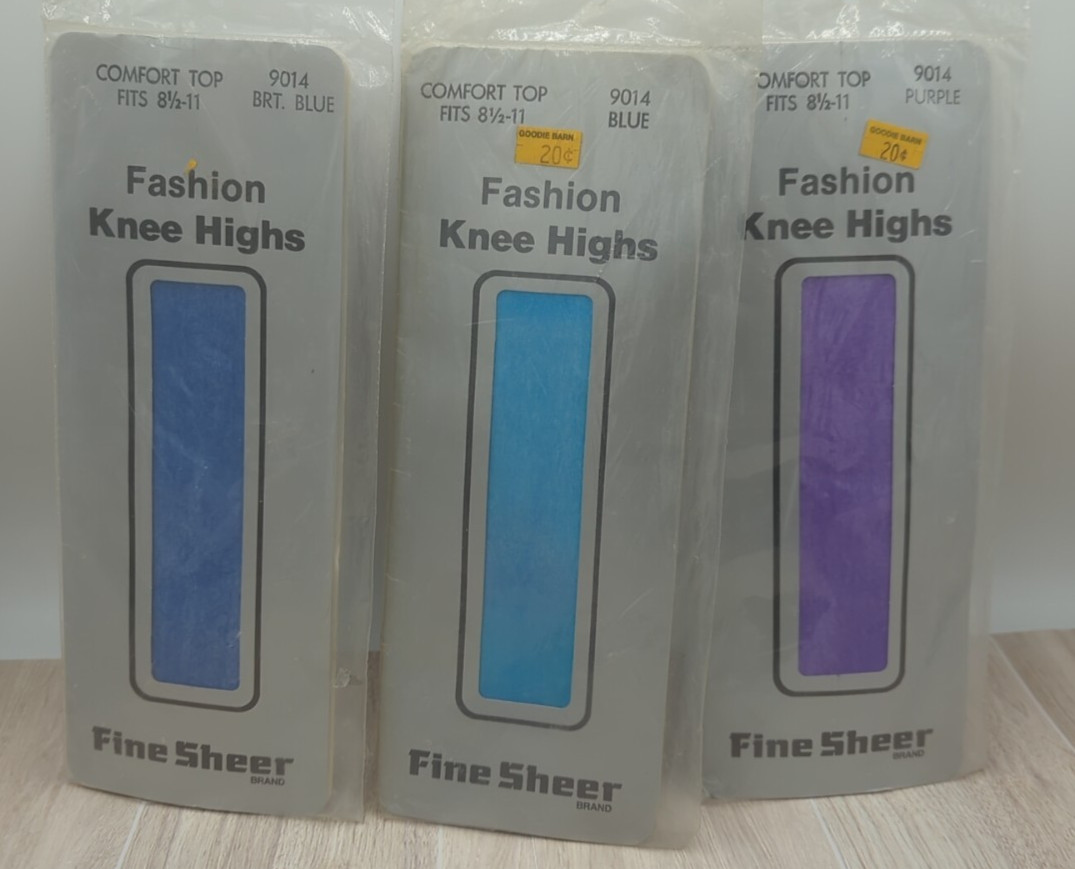 COMFORT TOP 9014
FITS 8½-11 BRT. BLUE
Fashion
Knee Highs
Fine Sheer
BRAND
COMFORT TOP 9014
FITS 8½-11 BLUE
GOODIE BARN
20¢
Fashion
Knee Highs
Fine Sheer
BRAND
OMFORT TOP 9014
FITS 8½-11 PURPLE
GOODIE BARN
20¢
Fashion
Knee Highs
Fine Sheer
BRAND